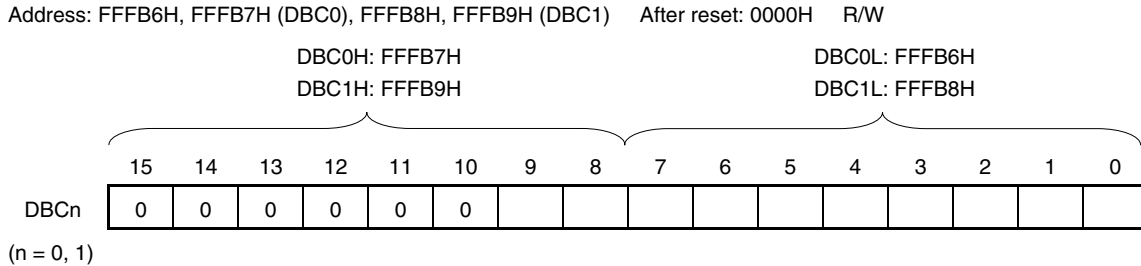 Address: FFFB6H, FFFB7H (DBC0), FFFB8H, FFFB9H (DBC1) After reset: 0000H R/W
DBC0H: FFFB7H DBC0L: FFFB6H
DBC1H: FFFB9H DBC1L: FFFB8H
15 14 13 12 11 10 9 8 7 6 5 4 3 2 1 0
DBCn 0 0 0 0 0 0
(n = 0, 1)